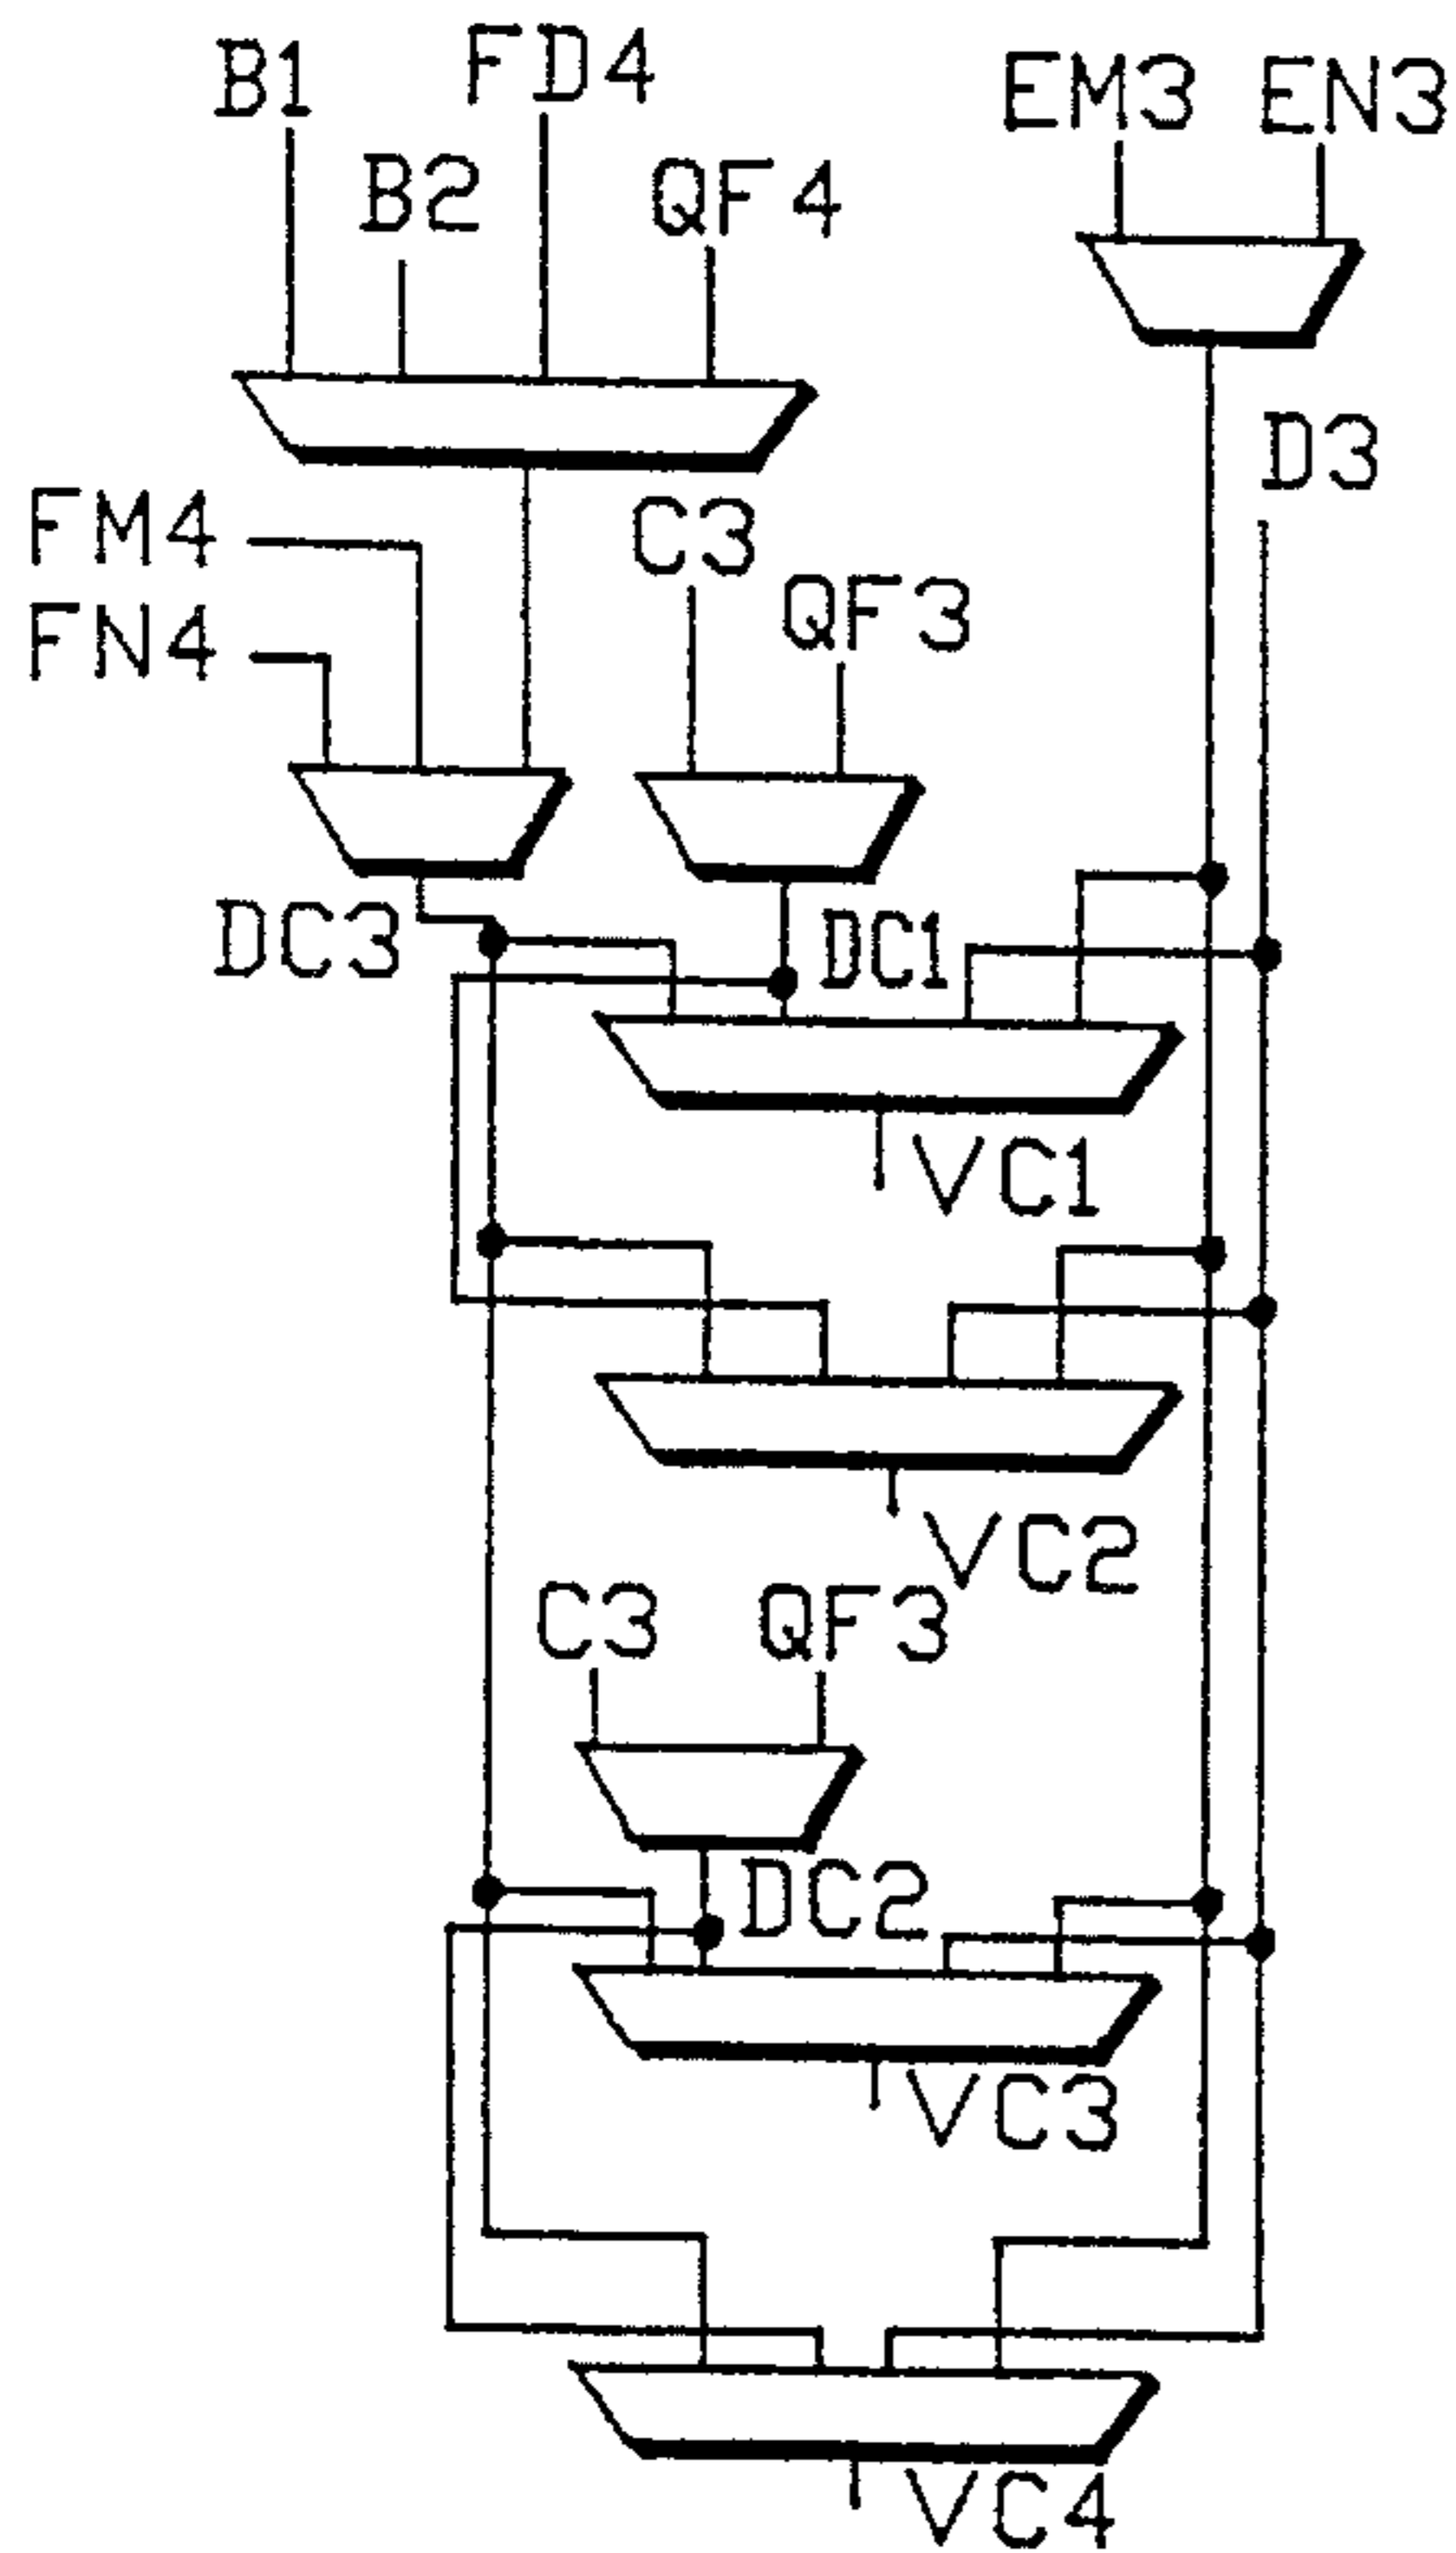 B1
FD4
EM3
EN3
B2
QF4
D3
FM4
C3
FN4
QF3
DC3
DC1
VC1
VC2
C3
QF3
DC2
VC3
VC4